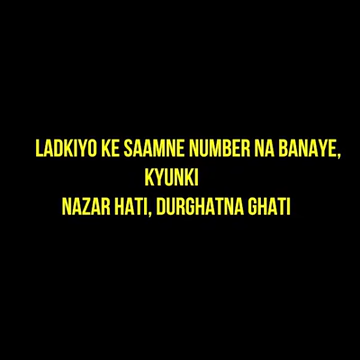 LADKIYO KE SAAMNE NUMBER NA BANAYE,
KYUNKI
NAZAR HATI, DURGHATNA GHATI